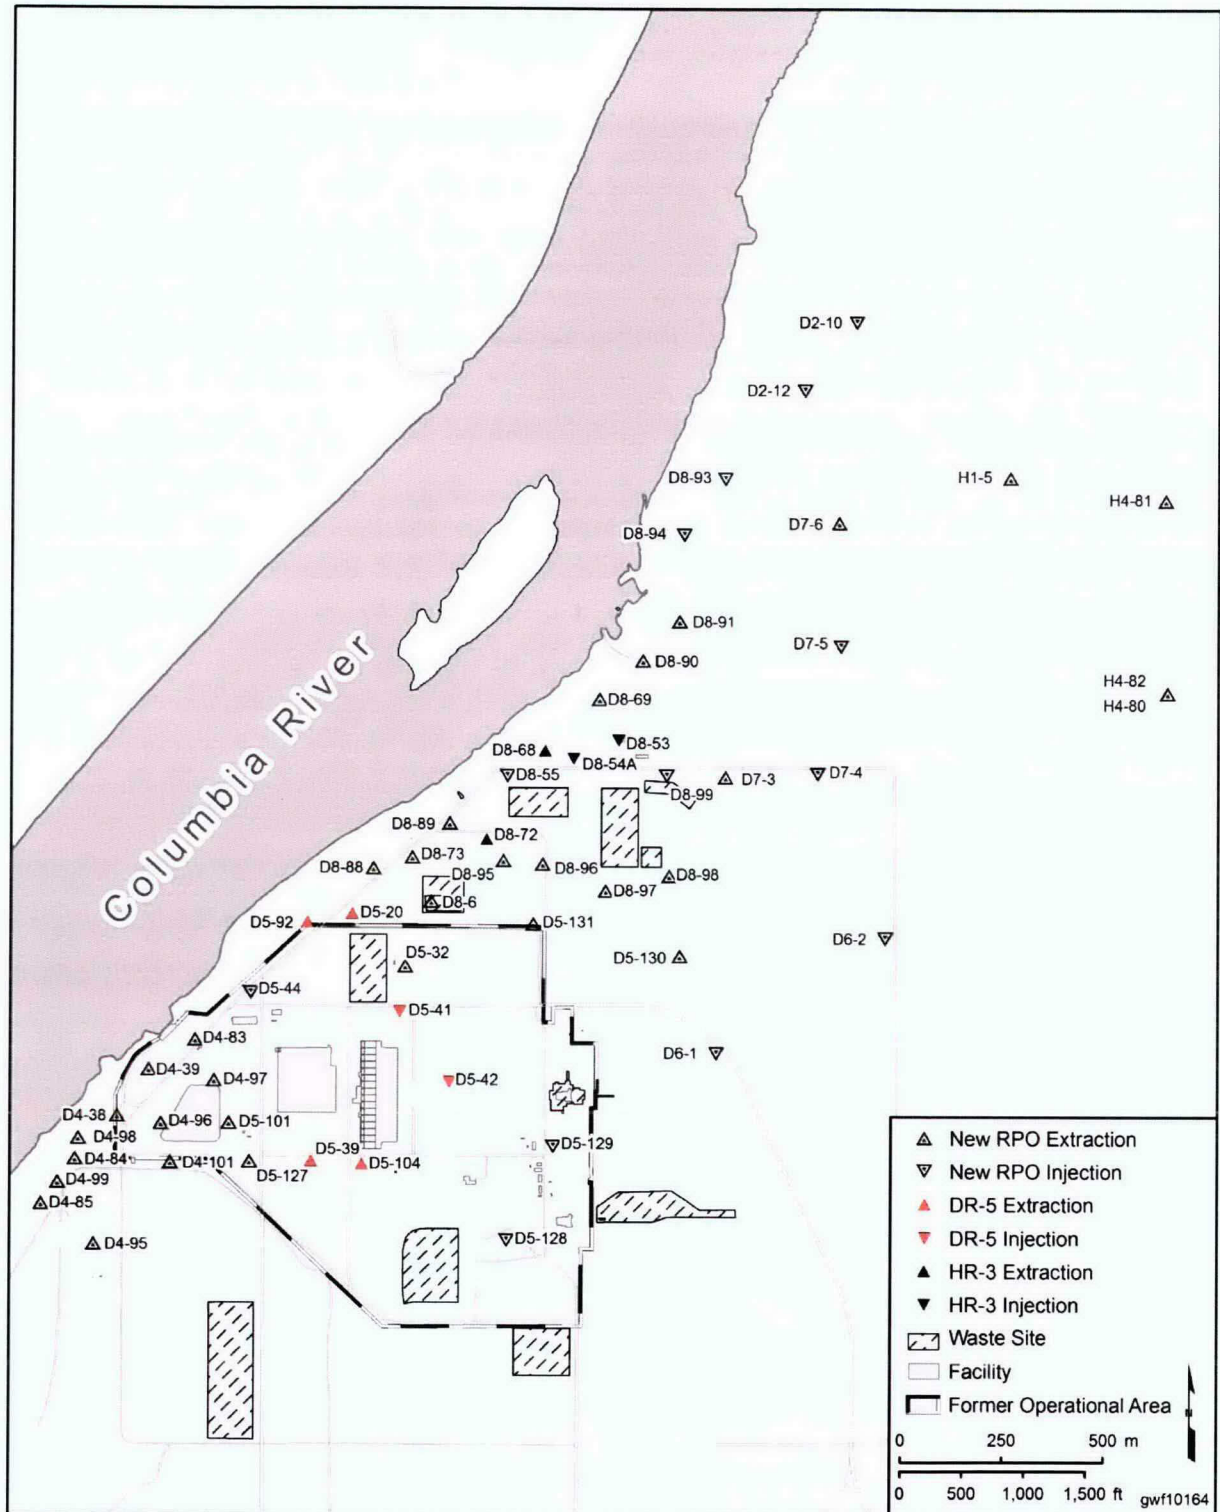 D2-10
D2-12
D8-93
H1-5
H4-81
D8-94
D7-6
D8-91
D7-5
D8-90
Columbia River
H4-82
H4-80
D8-69
D8-68
D8-53
D8-54A
D8-55
D7-3
D7-4
D8-99
D8-89
D8-72
D8-73
D8-88
D8-95
D8-96
D8-98
D8-97
D8-6
D5-20
D5-92
D5-131
D6-2
D5-32
D5-130
D5-44
D5-41
D4-83
D6-1
D4-39
D4-97
D5-42
D4-38
D4-96
D5-101
D4-98
D5-129
D5-39
D4-84
D4-101
D5-127
D5-104
D4-99
D4-85
D5-128
D4-95
New RPO Extraction
New RPO Injection
DR-5 Extraction
DR-5 Injection
HR-3 Extraction
HR-3 Injection
Waste Site
Facility
Former Operational Area
0 250 500 m
0 500 1,000 1,500 ft
gwf10164